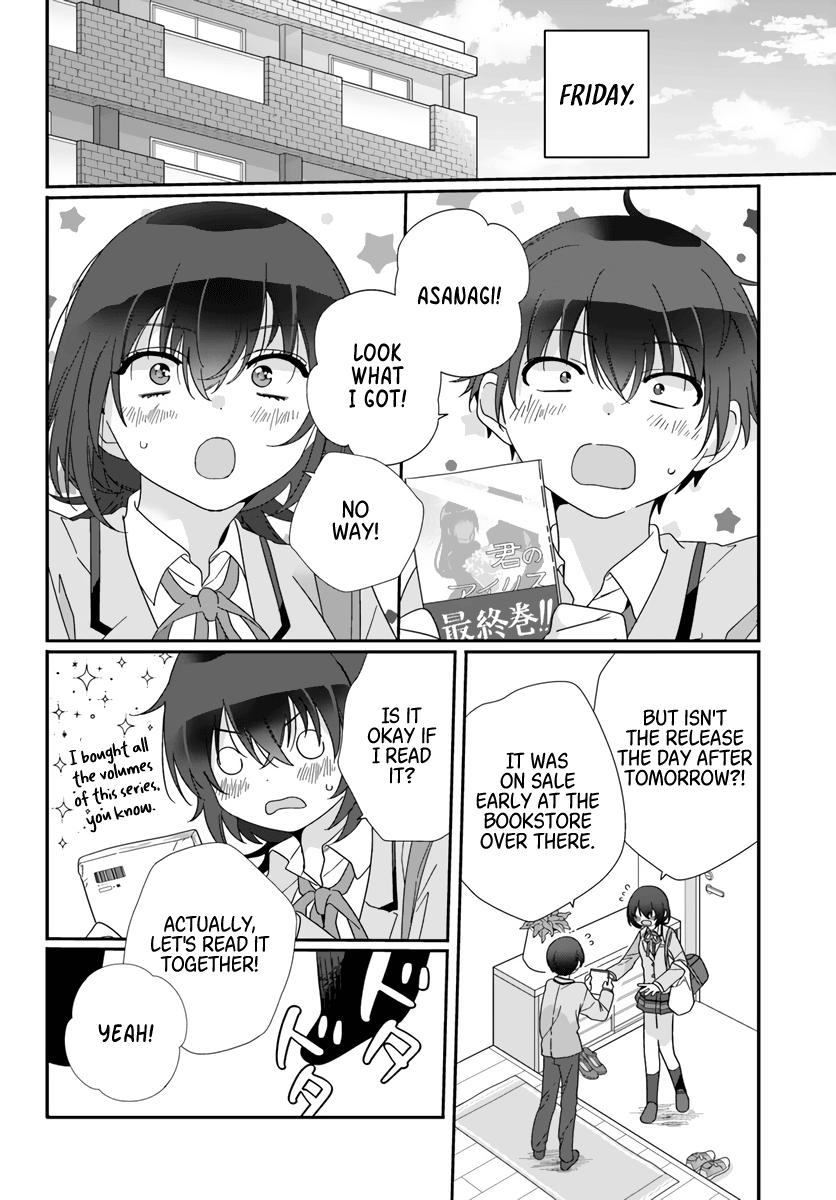 FRIDAY.
ASANAGI!
LOOK
WHAT
I GOT!
NO
WAY!
君の
アイリス
最終巻!!
BUT ISN'T
THE RELEASE
THE DAY AFTER
TOMORROW?!
IT WAS
ON SALE
EARLY AT THE
BOOKSTORE
OVER THERE.
IS IT
OKAY IF
I READ
IT?
I bought all
the volumes
of this series,
you know.
ACTUALLY,
LET'S READ IT
TOGETHER!
YEAH!
ドタ
ドタ